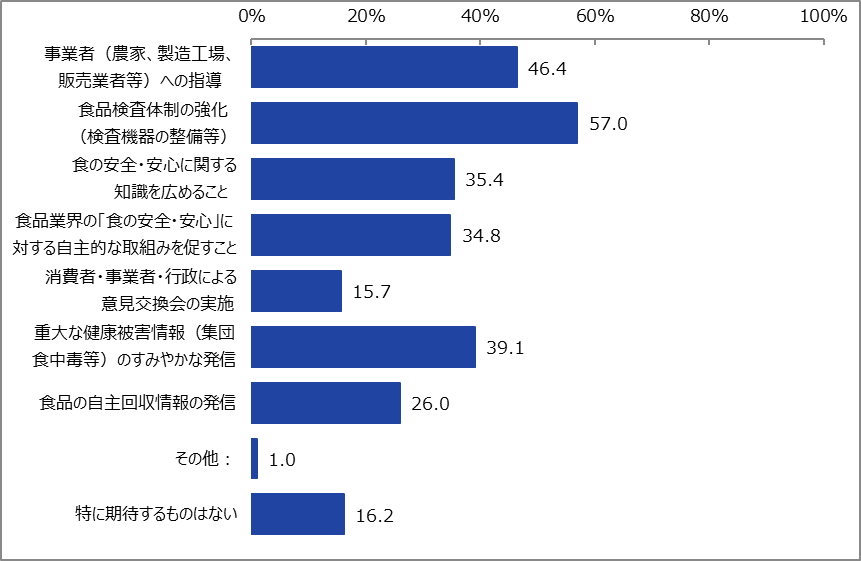 0% 20% 40% 60% 80% 100%
事業者（農家、製造工場、
販売業者等）への指導
46.4
食品検査体制の強化
（検査機器の整備等）
57.0
食の安全・安心に関する
知識を広めること
35.4
食品業界の｢食の安全・安心｣に
対する自主的な取組みを促すこと
34.8
消費者・事業者・行政による
意見交換会の実施
15.7
重大な健康被害情報（集団
食中毒等）のすみやかな発信
39.1
食品の自主回収情報の発信
26.0
その他：
1.0
特に期待するものはない
16.2